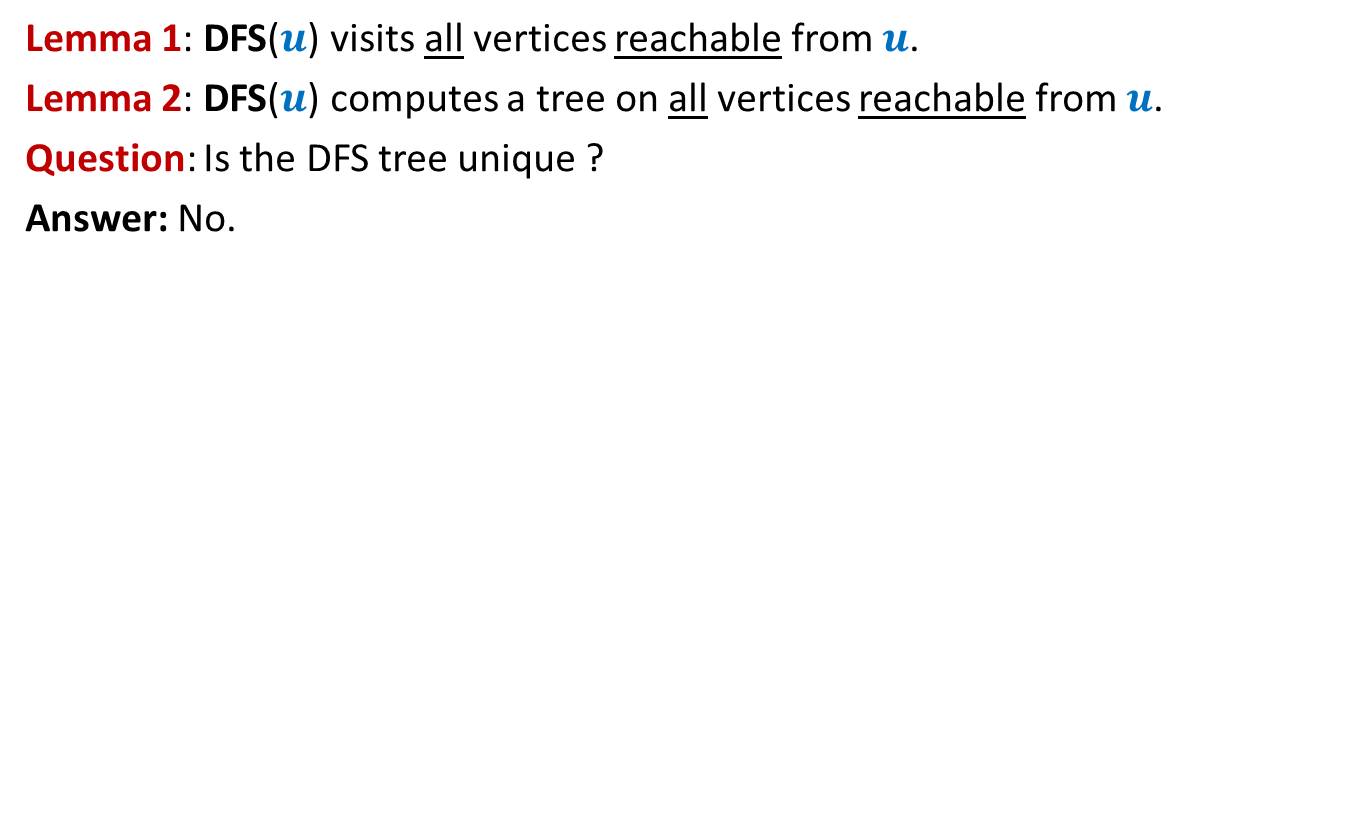 Lemma 1: DFS(u) visits all vertices reachable from u.
Lemma 2: DFS(u) computes a tree on all vertices reachable from u.
Question: Is the DFS tree unique ?
Answer: No.